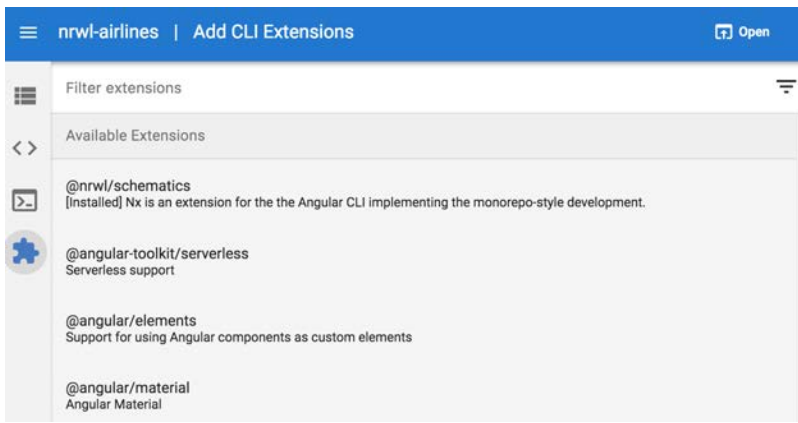 nrwl-airlines | Add CLI Extensions
Open
Filter extensions
Available Extensions
@nrwl/schematics
[Installed] Nx is an extension for the the Angular CLI implementing the monorepo-style development.
@angular-toolkit/serverless
Serverless support
@angular/elements
Support for using Angular components as custom elements
@angular/material
Angular Material